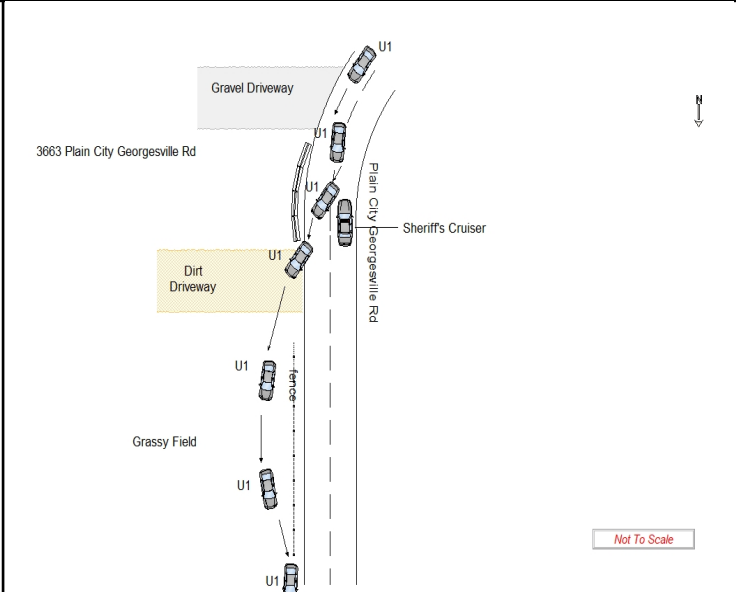 U1
Gravel Driveway
N
U1
3663 Plain City Georgesville Rd
U1
Plain City Georgesville Rd
Sheriff's Cruiser
U1
Dirt
Driveway
U1
fence
Grassy Field
U1
Not To Scale
U1